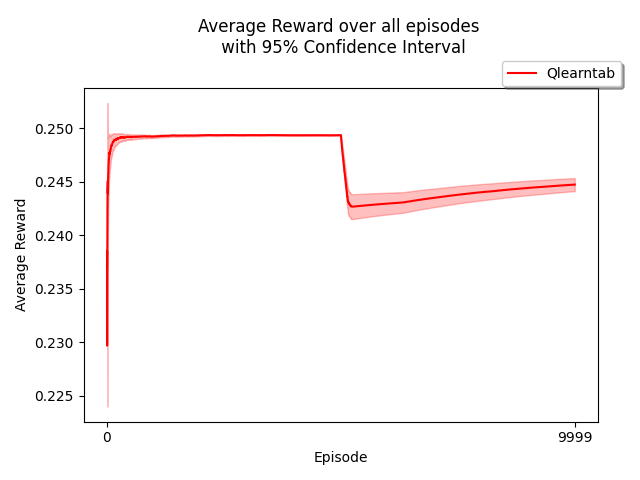 Average Reward over all episodes
with 95% Confidence Interval
Qlearntab
0.250
0.245
0.240
0.235
0.230
0.225
Average Reward
0
9999
Episode